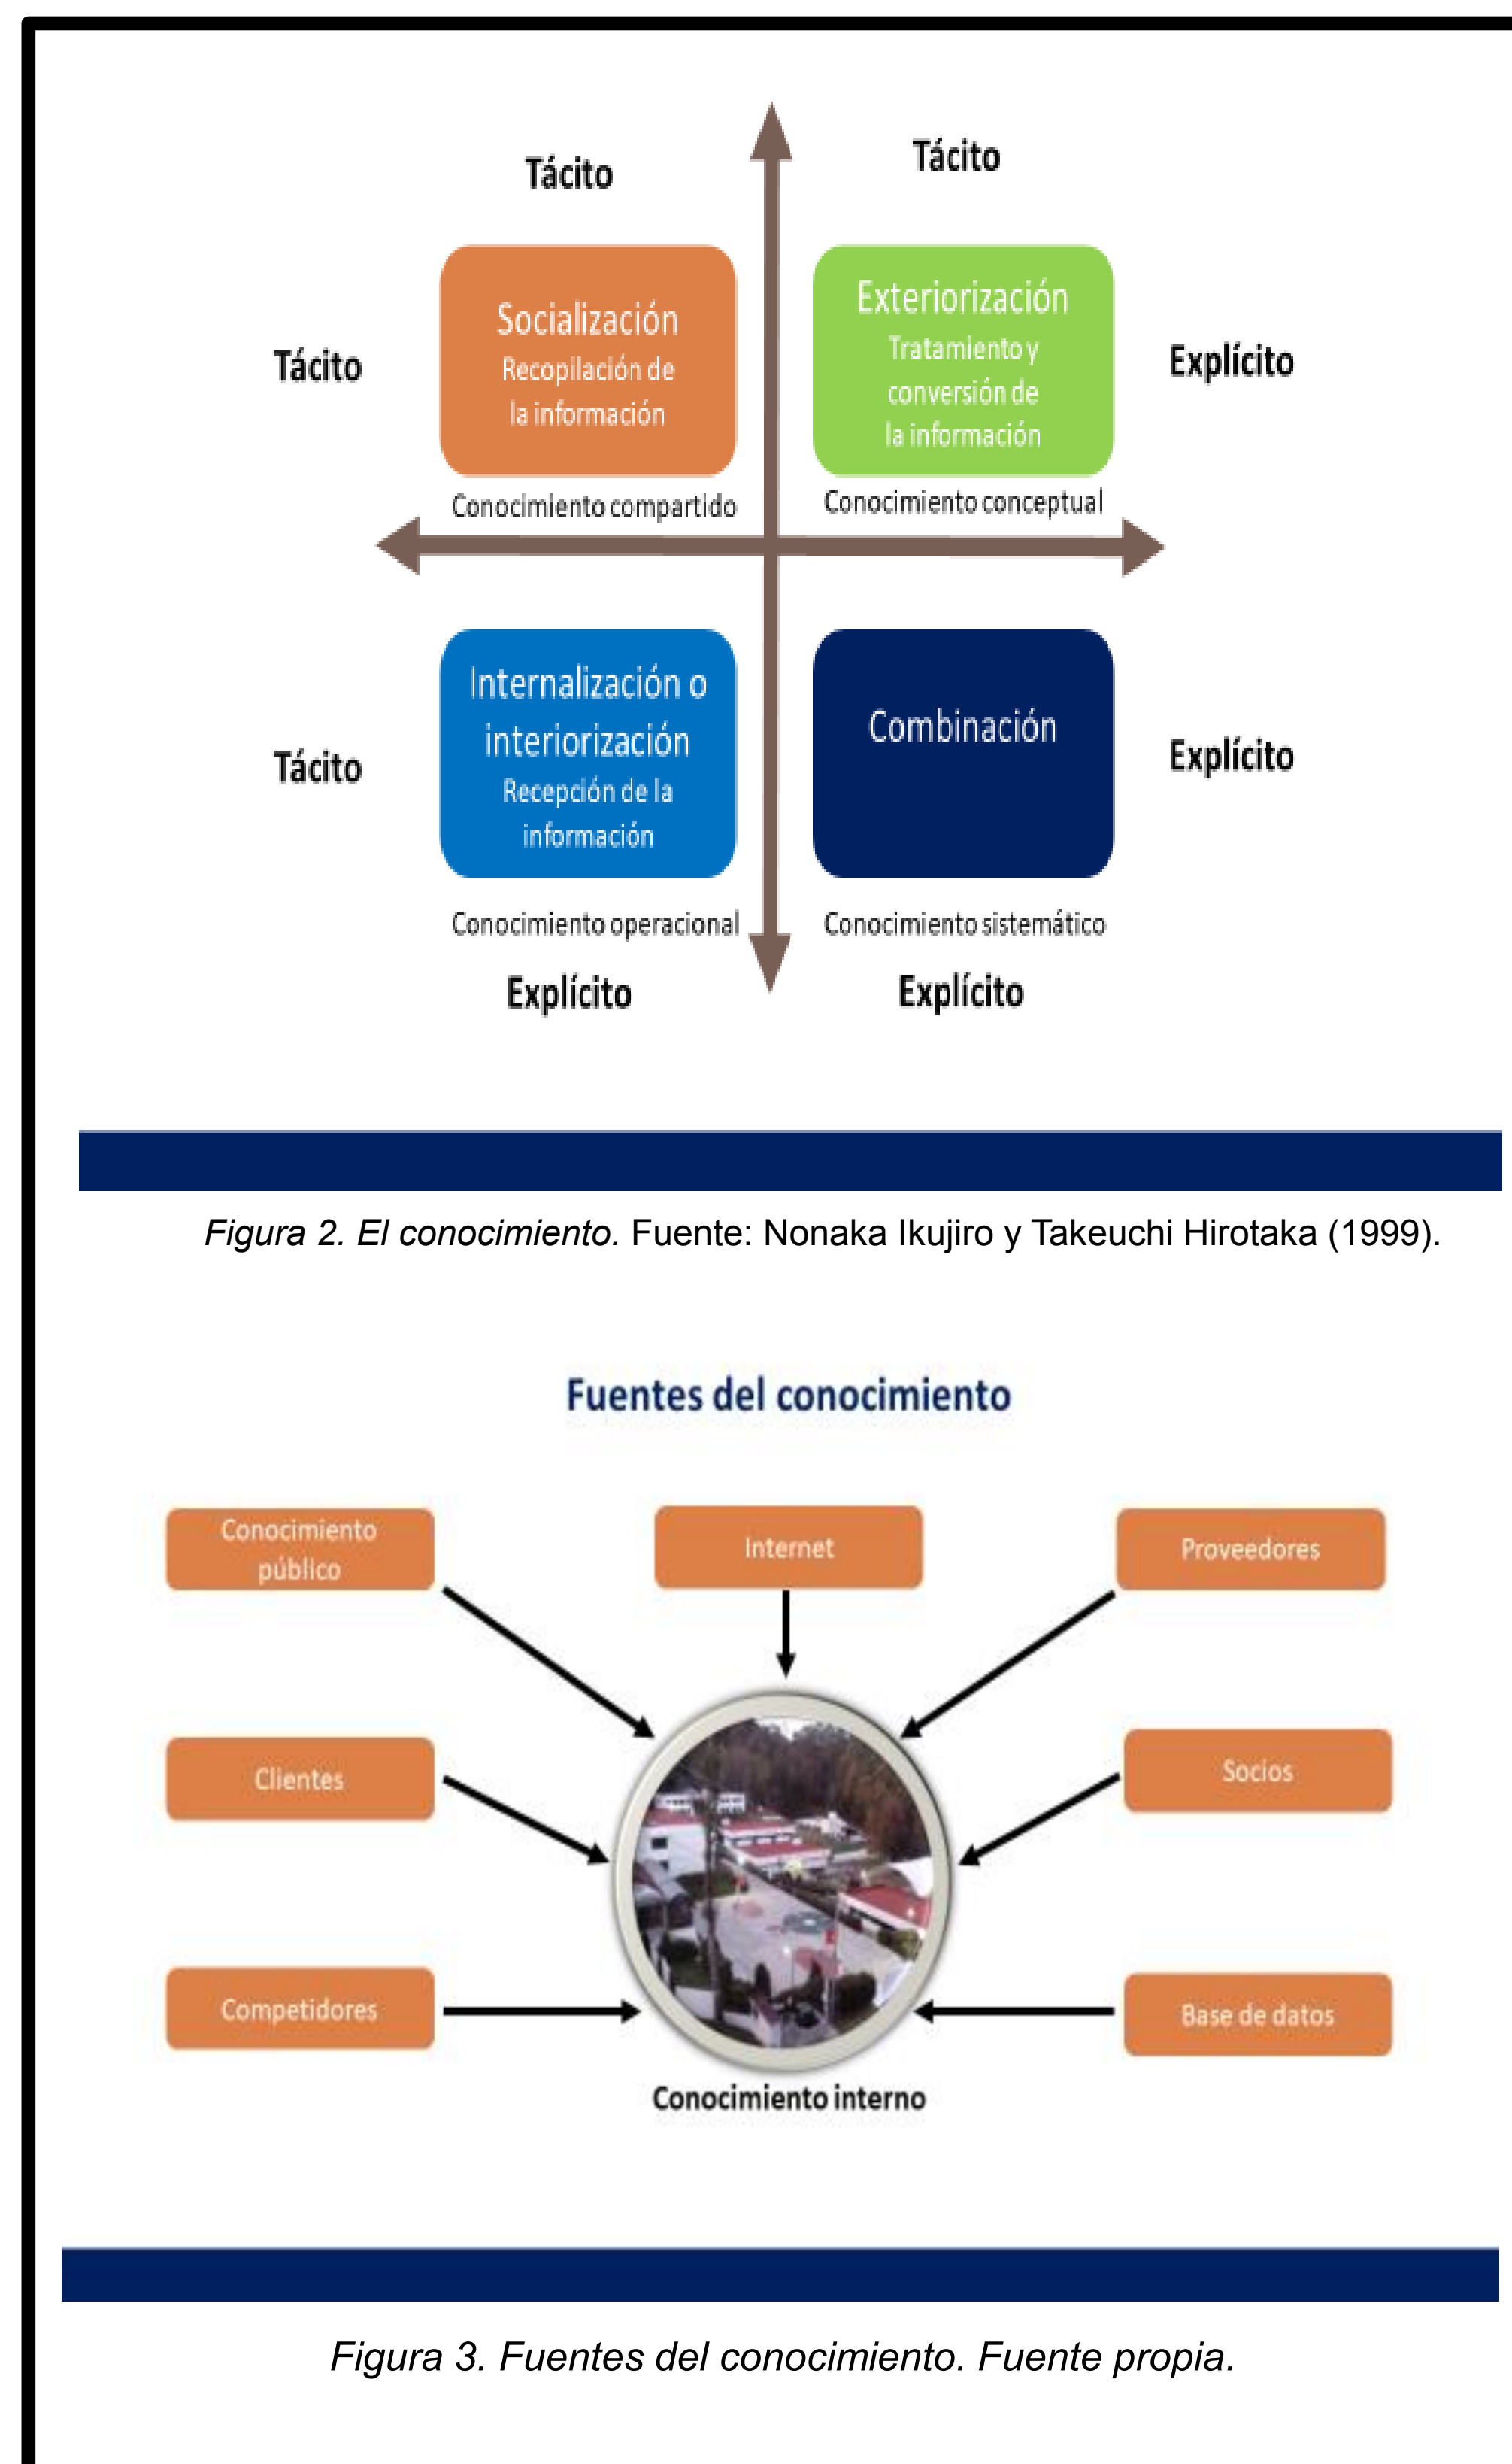 Tácito
Tácito
Tácito
Socialización
Recopilación de
la información
Exteriorización
Tratamiento y
conversión de
la información
Explícito
Conocimiento compartido
Conocimiento conceptual
Tácito
Internalización o
interiorización
Recepción de la
información
Combinación
Explícito
Conocimiento operacional
Conocimiento sistemático
Explícito
Explícito
Figura 2. El conocimiento. Fuente: Nonaka Ikujiro y Takeuchi Hirotaka (1999).
Fuentes del conocimiento
Conocimiento
público
Internet
Proveedores
Clientes
Socios
Competidores
Base de datos
Conocimiento interno
Figura 3. Fuentes del conocimiento. Fuente propia.